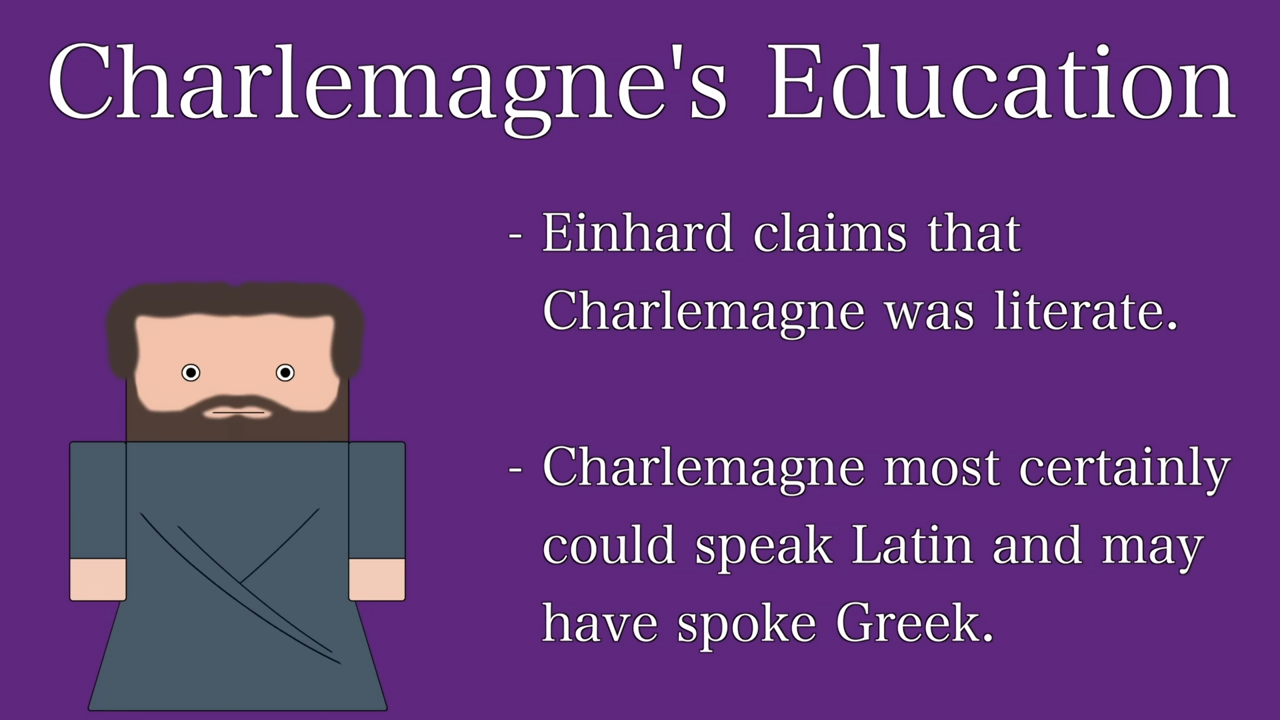 Charlemagne's Education
- Einhard claims that
Charlemagne was literate.
- Charlemagne most certainly
could speak Latin and may
have spoke Greek.